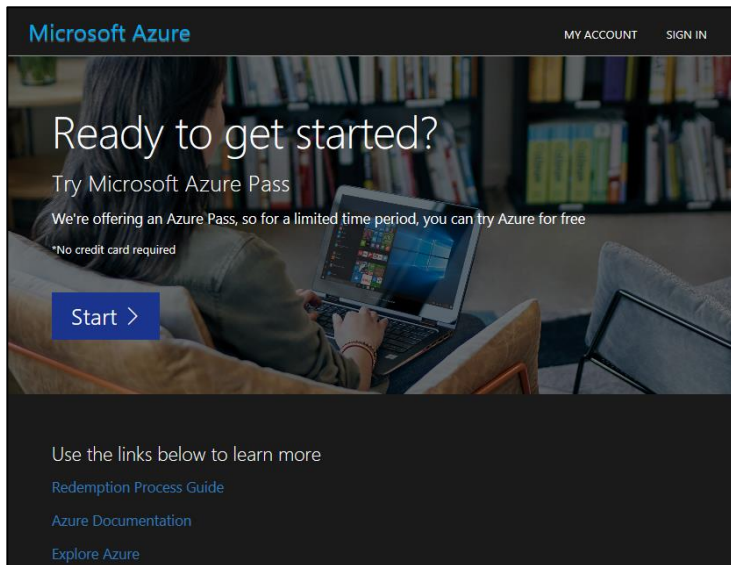 Microsoft Azure
MY ACCOUNT
SIGN IN
Ready to get started?
Try Microsoft Azure Pass
We're offering an Azure Pass, so for a limited time period, you can try Azure for free
*No credit card required
Start >
Use the links below to learn more
Redemption Process Guide
Azure Documentation
Explore Azure